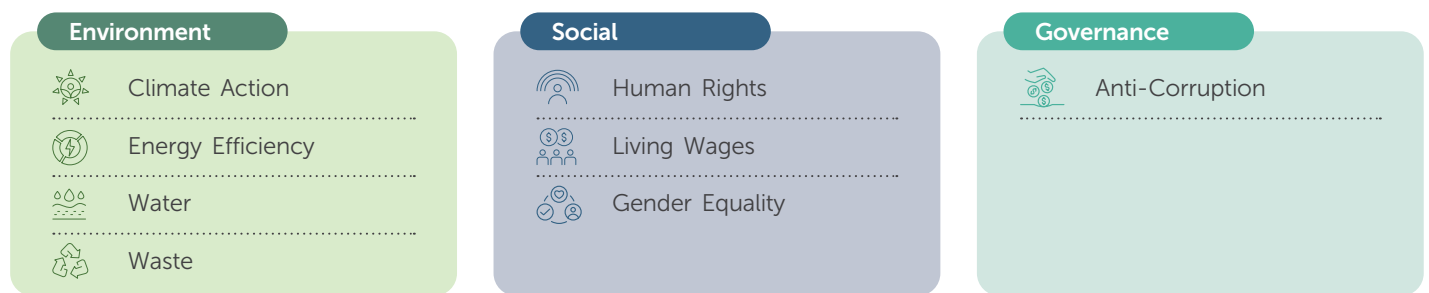 Environment
Climate Action
Energy Efficiency
Water
Waste
Social
Human Rights
Living Wages
Gender Equality
Governance
Anti-Corruption